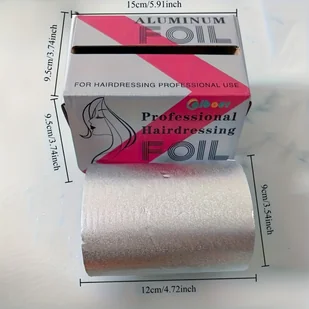 15cm/5.91inch
ALUMINUM
FOIL
FOR HAIRDRESSING PROFESSIONAL USE
9.5cm/3.74inch
Professional
Hairdressing
FOIL
9.5cm/3.74inch
9cm/3.54inch
12cm/4.72inch